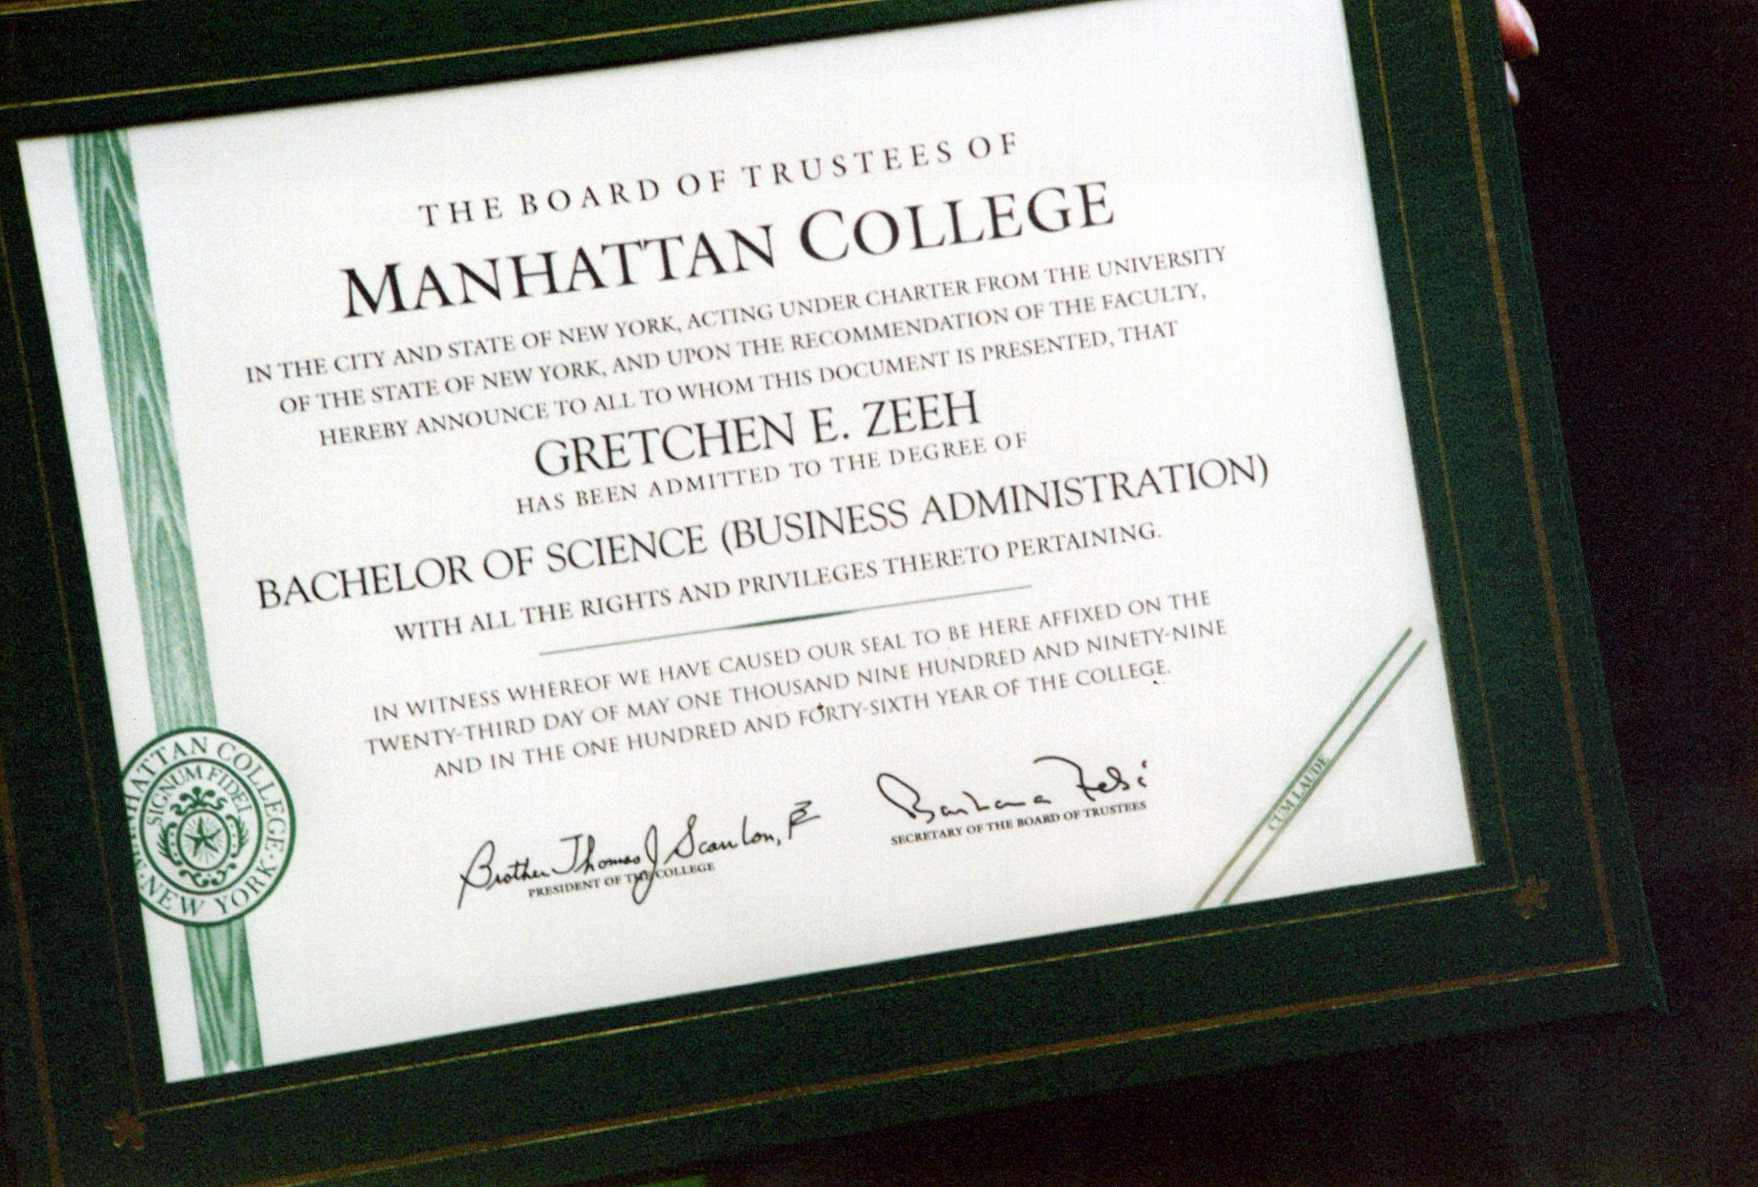 THE BOARD OF TRUSTEES OF
MANHATTAN COLLEGE
IN THE CITY AND STATE OF NEW YORK, ACTING UNDER CHARTER FROM THE UNIVERSITY
OF THE STATE OF NEW YORK, AND UPON THE RECOMMENDATION OF THE FACULTY,
HEREBY ANNOUNCE TO ALL TO WHOM THIS DOCUMENT IS PRESENTED, THAT
GRETCHEN E. ZEEH
HAS BEEN ADMITTED TO THE DEGREE OF
BACHELOR OF SCIENCE (BUSINESS ADMINISTRATION)
WITH ALL THE RIGHTS AND PRIVILEGES THERETO PERTAINING.
IN WITNESS WHEREOF WE HAVE CAUSED OUR SEAL TO BE HERE AFFIXED ON THE
TWENTY-THIRD DAY OF MAY ONE THOUSAND NINE HUNDRED AND NINETY-NINE
AND IN THE ONE HUNDRED AND FORTY-SIXTH YEAR OF THE COLLEGE.
Brother Thomas J Scanlon,
PRESIDENT OF THE COLLEGE
Barbara
SECRETARY OF THE BOARD OF TRUSTEES
MANHATTAN COLLEGE · NEW YORK ·
SIGNUM FIDEI
CUM LAUDE